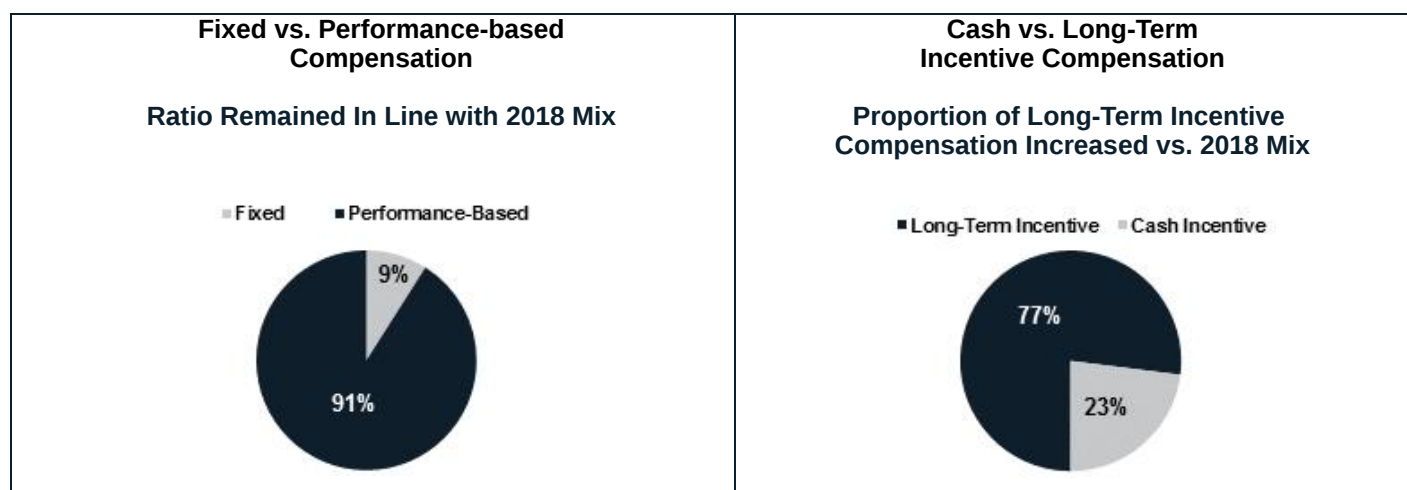 Fixed vs. Performance-based
Compensation
Ratio Remained In Line with 2018 Mix
Fixed Performance-Based
9%
91%
Cash vs. Long-Term
Incentive Compensation
Proportion of Long-Term Incentive
Compensation Increased vs. 2018 Mix
Long-Term Incentive Cash Incentive
77%
23%